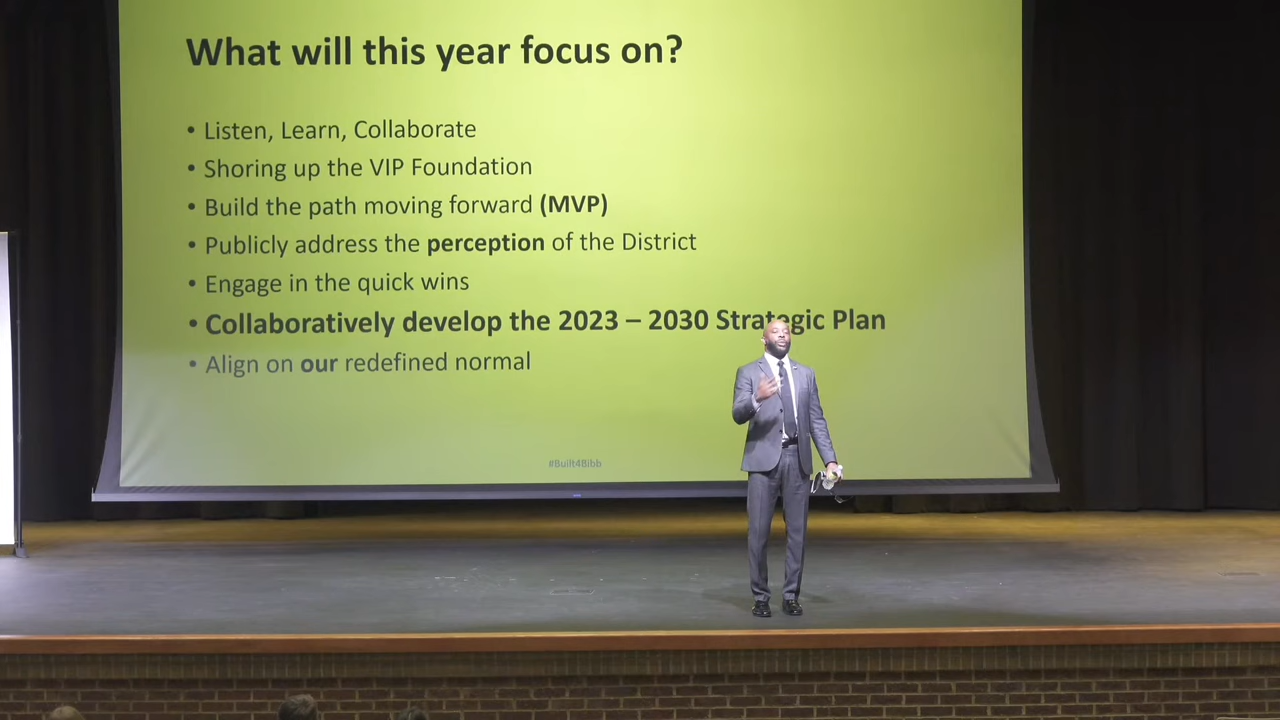 What will this year focus on?
• Listen, Learn, Collaborate
• Shoring up the VIP Foundation
• Build the path moving forward (MVP)
• Publicly address the perception of the District
• Engage in the quick wins
• Collaboratively develop the 2023 – 2030 Strategic Plan
• Align on our redefined normal
#Built4Bibb